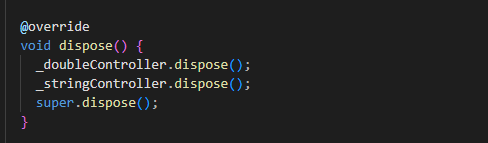 @override
void dispose() {
  _doubleController.dispose();
  _stringController.dispose();
  super.dispose();
}